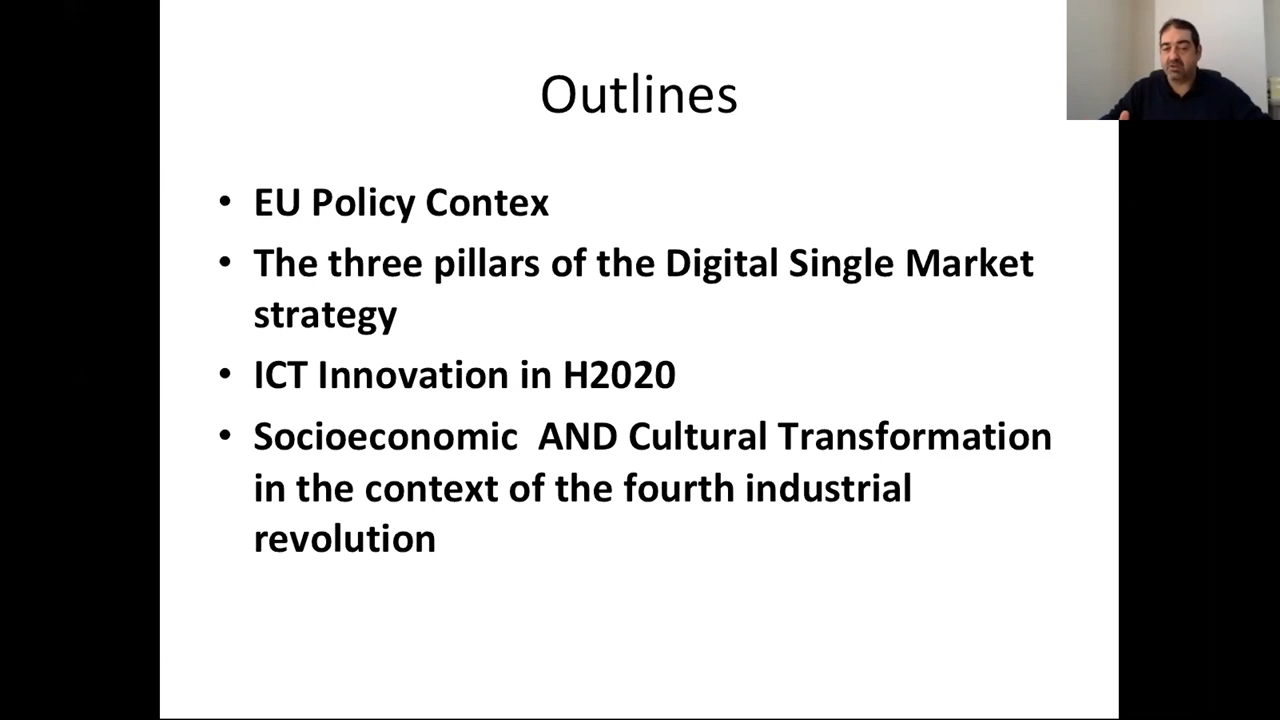 Outlines
• EU Policy Contex
• The three pillars of the Digital Single Market
strategy
• ICT Innovation in H2020
• Socioeconomic  AND Cultural Transformation
in the context of the fourth industrial
revolution